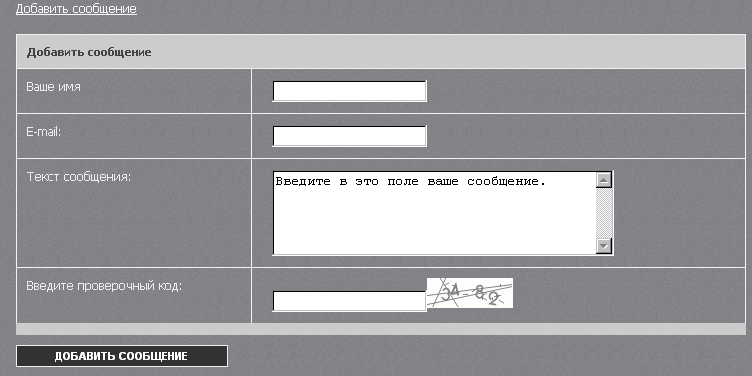 Добавить сообщение
Добавить сообщение
Ваше имя
E-mail:
Текст сообщения:
Введите в это поле ваше сообщение.
Введите проверочный код:
ДОБАВИТЬ СООБЩЕНИЕ